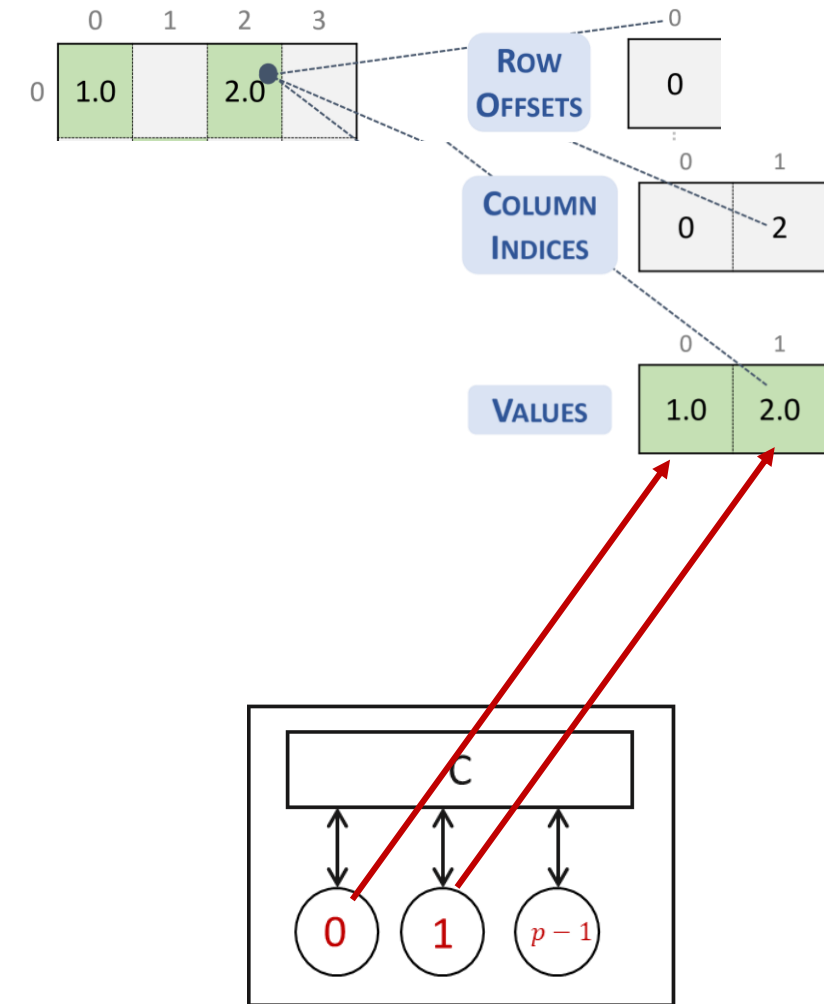 0 1 2 3
0 1.0 2.0
ROW
OFFSETS
0
0
COLUMN
INDICES
0 1
0 2
VALUES
0 1
1.0 2.0
C
0 1 p − 1